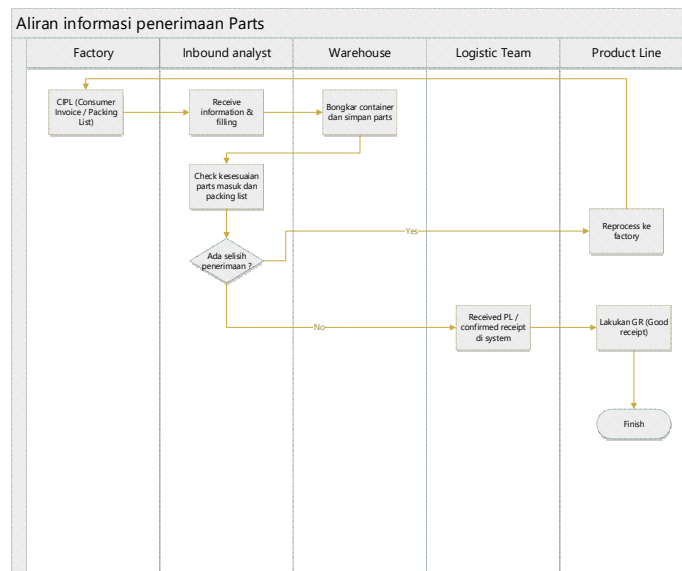 Aliran informasi penerimaan Parts
Factory
Inbound analyst
Warehouse
Logistic Team
Product Line
CIPL (Consumer
Invoice / Packing
List)
Receive
information &
filling
Bongkar container
dan simpan parts
Check kesesuaian
parts masuk dan
packing list
Ada selisih
penerimaan ?
Yes
Reprocess ke
factory
No
Received PL /
confirmed receipt
di system
Lakukan GR (Good
receipt)
Finish